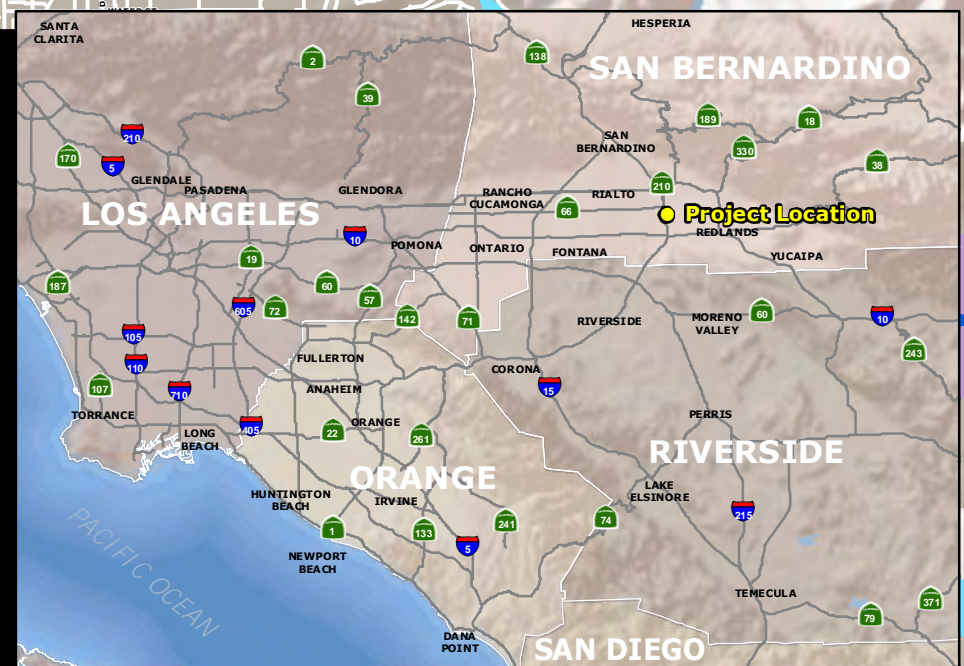 SANTA
CLARITA
HESPERIA
2
138
SAN BERNARDINO
39
189
18
210
170
5
SAN
BERNARDINO
330
38
GLENDALE
PASADENA
GLENDORA
RANCHO
CUCAMONGA
66
RIALTO
210
LOS ANGELES
Project Location
10
POMONA
ONTARIO
FONTANA
REDLANDS
YUCAIPA
19
187
60
57
605
72
142
71
RIVERSIDE
MORENO
VALLEY
60
10
105
110
FULLERTON
243
107
710
ANAHEIM
CORONA
15
TORRANCE
LONG
BEACH
405
22
ORANGE
261
PERRIS
ORANGE
RIVERSIDE
HUNTINGTON
BEACH
IRVINE
LAKE
ELSINORE
1
133
241
74
215
5
PACIFIC OCEAN
NEWPORT
BEACH
TEMECULA
79
371
DANA
POINT
SAN DIEGO